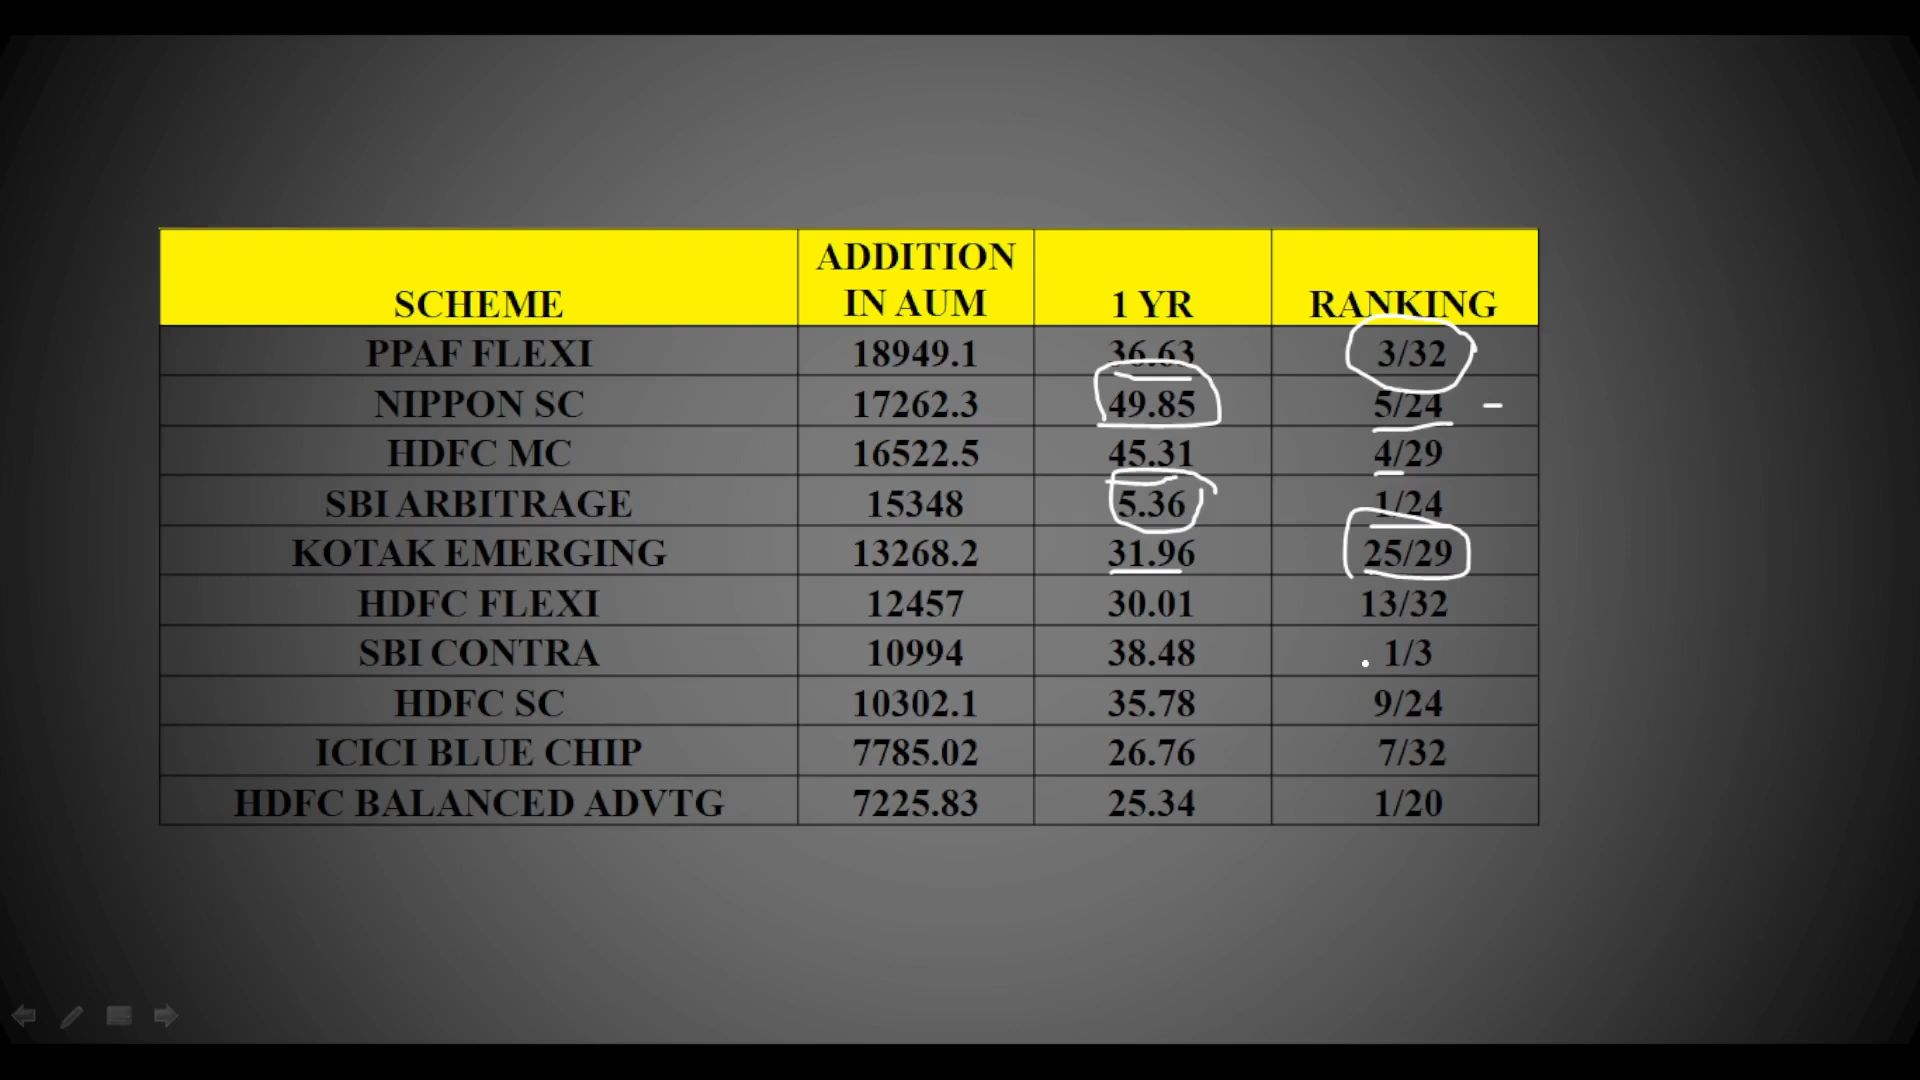 SCHEME ADDITION IN AUM 1 YR RANKING
PPAF FLEXI 18949.1 36.63 3/32
NIPPON SC 17262.3 49.85 5/24
HDFC MC 16522.5 45.31 4/29
SBI ARBITRAGE 15348 5.36 1/24
KOTAK EMERGING 13268.2 31.96 25/29
HDFC FLEXI 12457 30.01 13/32
SBI CONTRA 10994 38.48 1/3
HDFC SC 10302.1 35.78 9/24
ICICI BLUE CHIP 7785.02 26.76 7/32
HDFC BALANCED ADVTG 7225.83 25.34 1/20